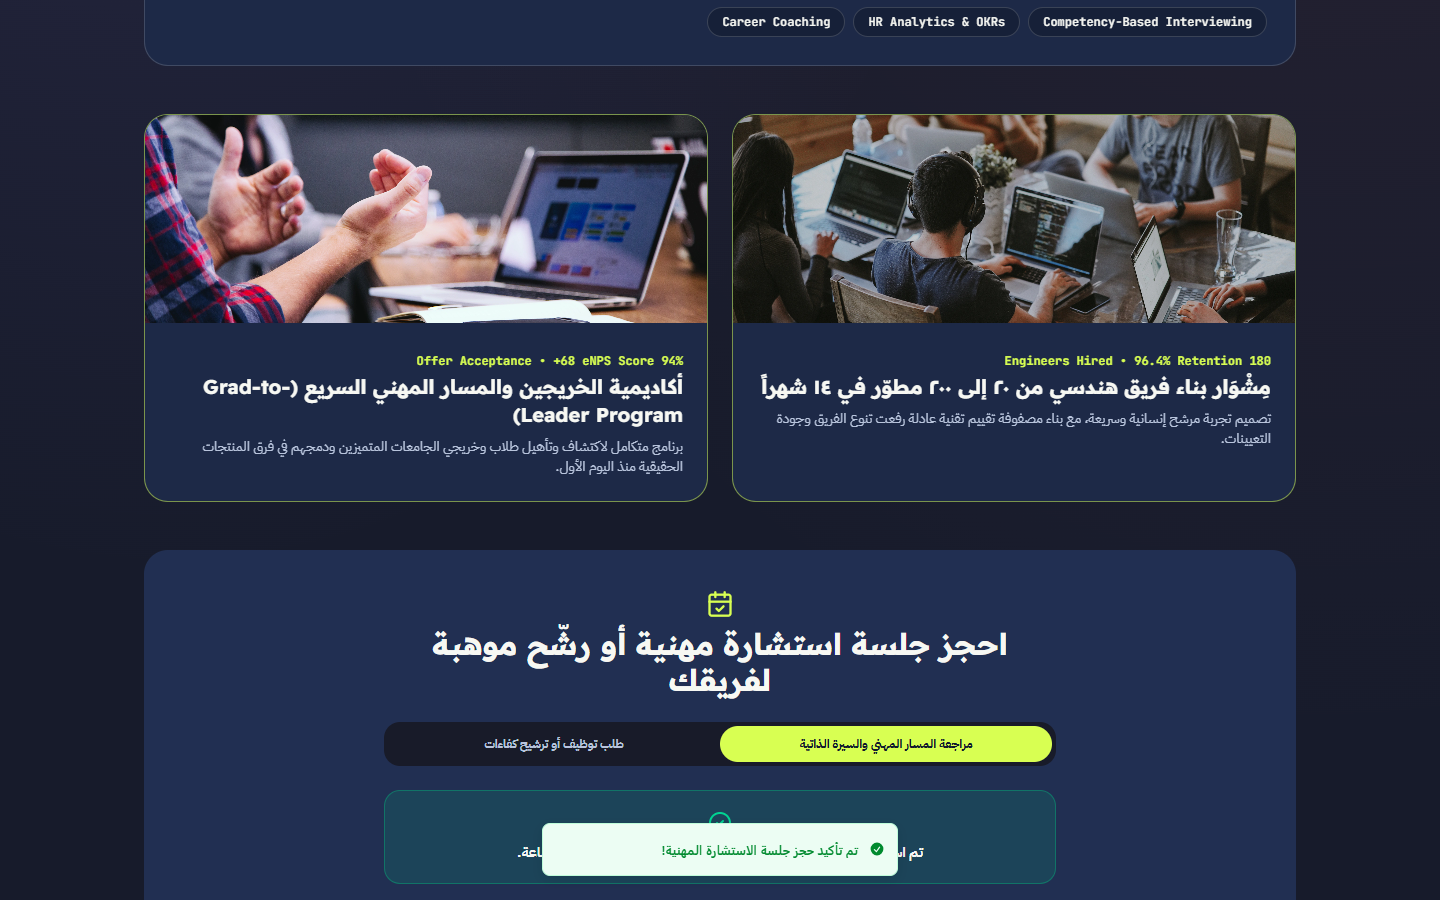 Competency-Based Interviewing
HR Analytics & OKRs
Career Coaching
Engineers Hired • 96.4% Retention 180
مِشْوَار بناء فريق هندسي من ٢٠ إلى ٢٠٠ مطوّر في ١٤ شهراً
تصميم تجربة مرشح إنسانية وسريعة، مع بناء مصفوفة تقييم تقنية عادلة رفعت تنوع الفريق وجودة
التعيينات.
Offer Acceptance • +68 eNPS Score 94%
أكاديمية الخريجين والمسار المهني السريع (Grad-to-
Leader Program)
برنامج متكامل لاكتشاف وتأهيل طلاب وخريجي الجامعات المتميزين ودمجهم في فرق المنتجات
الحقيقية منذ اليوم الأول.
احجز جلسة استشارة مهنية أو رشّح موهبة
لفريقك
مراجعة المسار المهني والسيرة الذاتية
طلب توظيف أو ترشيح كفاءات
تم
تم تأكيد حجز جلسة الاستشارة المهنية!